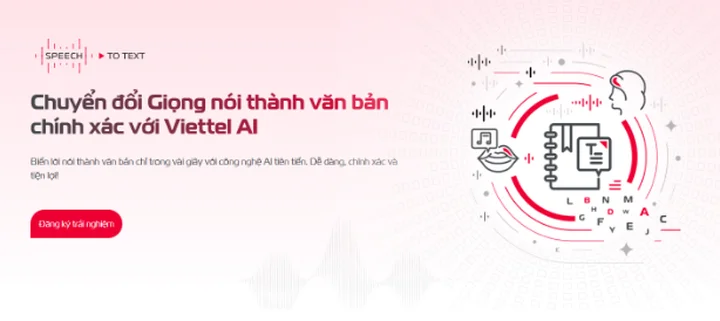 SPEECH TO TEXT
Chuyển đổi Giọng nói thành văn bản
chính xác với Viettel AI
Biến lời nói thành văn bản chỉ trong vài giây với công nghệ AI tiên tiến. Dễ dàng, chính xác và
tiện lợi!
Đăng ký trải nghiệm
T
L B N M
H D W A
G F Y E J C